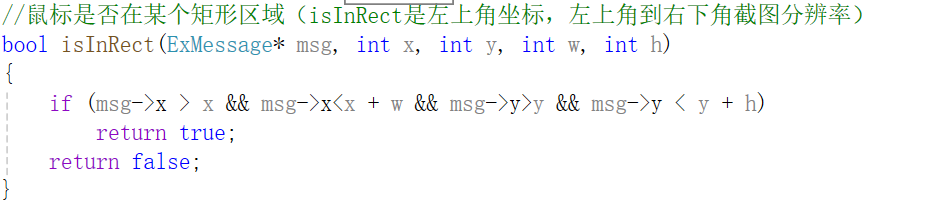 //鼠标是否在某个矩形区域（isInRect是左上角坐标，左上角到右下角截图分辨率）
bool isInRect(ExMessage* msg, int x, int y, int w, int h)
{
    if (msg->x > x && msg->x<x + w && msg->y>y && msg->y < y + h)
        return true;
    return false;
}